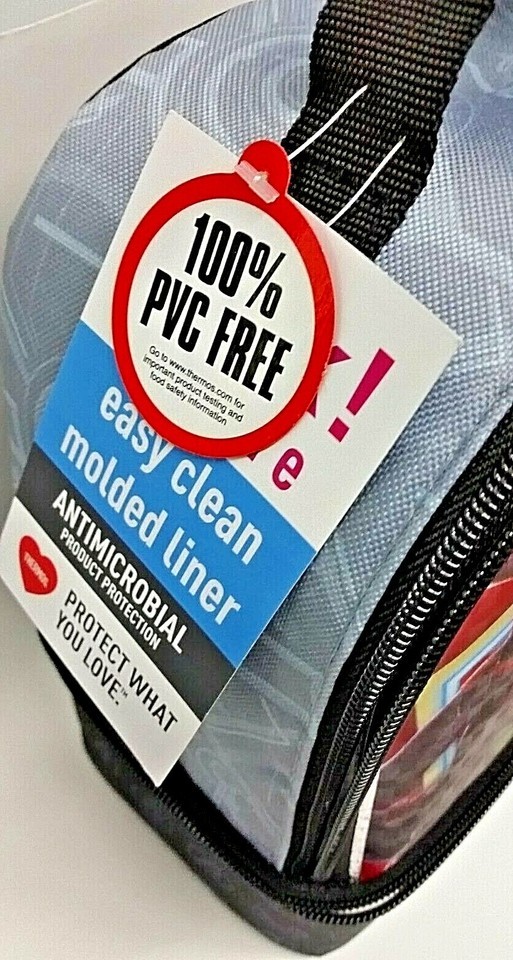 100%
PVC FREE
Go to www.thermos.com for
important product testing and
food safety information
!
e
easy clean
molded liner
ANTIMICROBIAL
PRODUCT PROTECTION
THERMOS
PROTECT WHAT
YOU LOVE.™